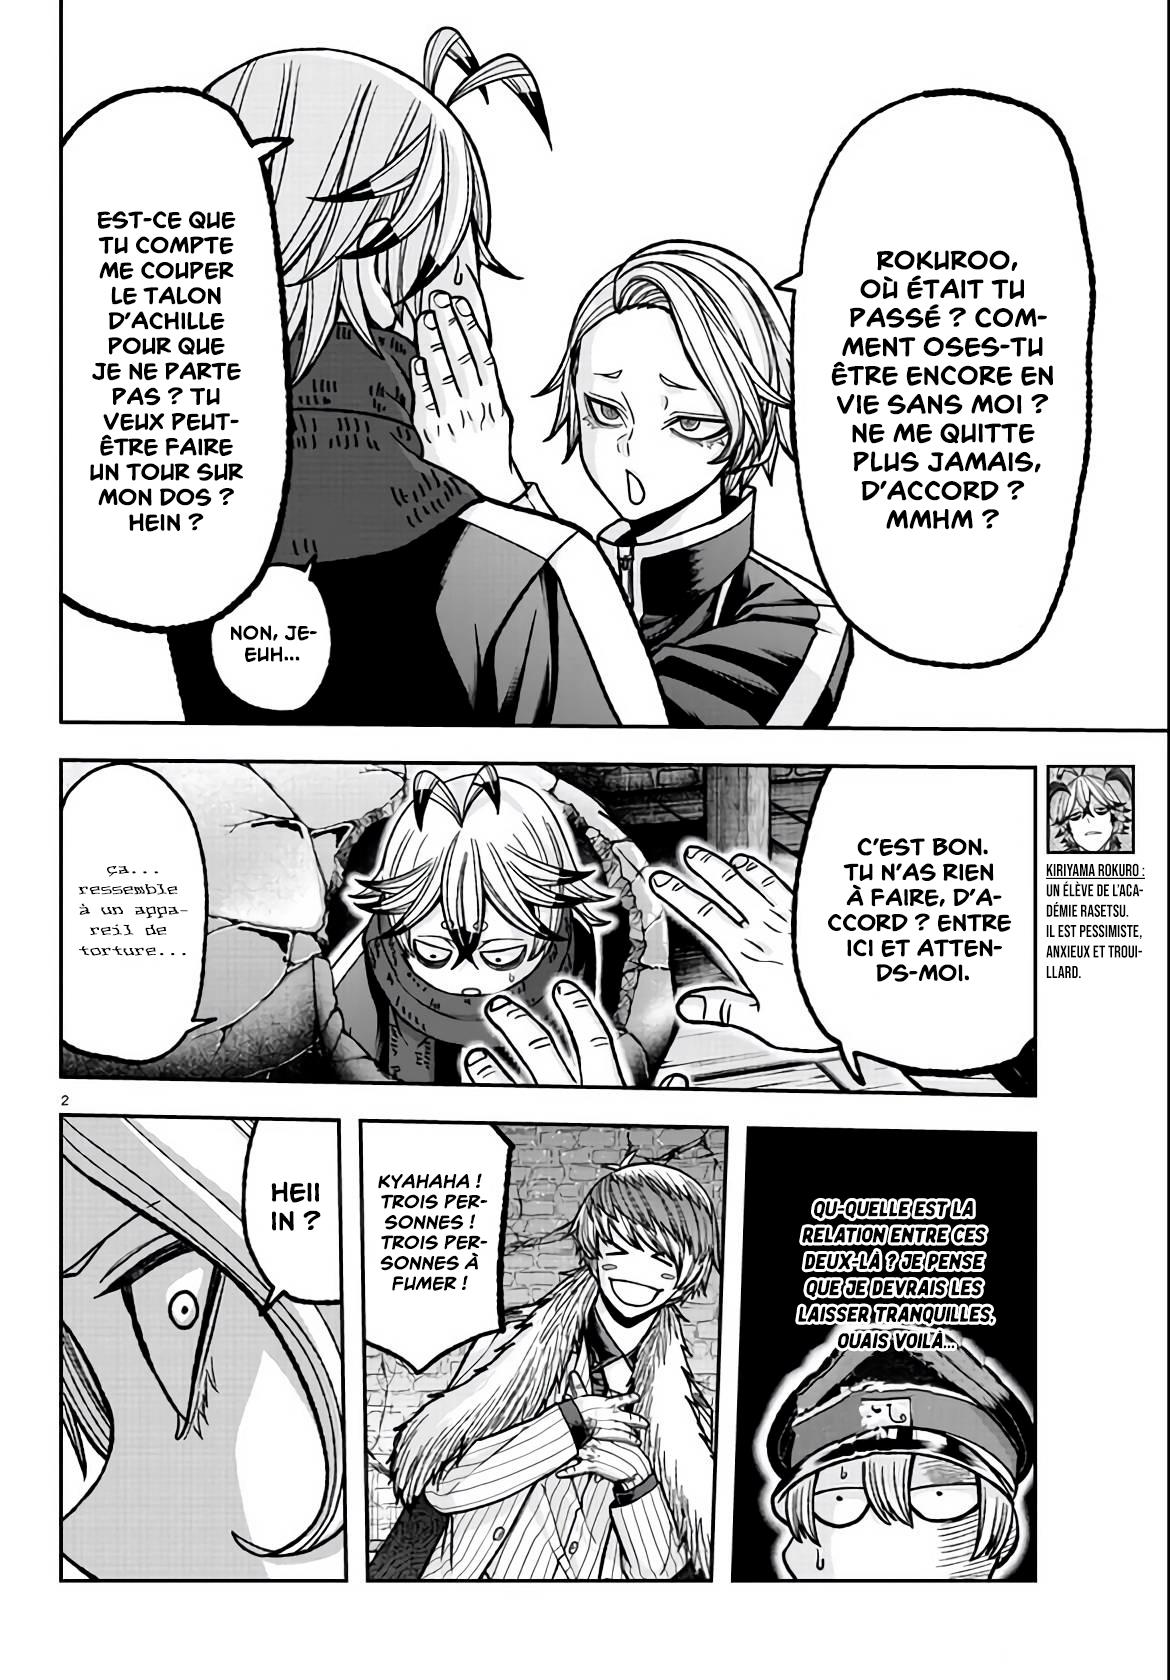 ROKUROO,
OÙ ÉTAIT TU
PASSÉ ? COM-
MENT OSES-TU
ÊTRE ENCORE EN
VIE SANS MOI ?
NE ME QUITTE
PLUS JAMAIS,
D'ACCORD ?
MMHM ?
EST-CE QUE
TU COMPTE
ME COUPER
LE TALON
D'ACHILLE
POUR QUE
JE NE PARTE
PAS ? TU
VEUX PEUT-
ÊTRE FAIRE
UN TOUR SUR
MON DOS ?
HEIN ?
NON, JE-
EUH...
KIRIYAMA ROKURO :
UN ÉLÈVE DE L'ACA-
DÉMIE RASETSU.
IL EST PESSIMISTE,
ANXIEUX ET TROUI-
LLARD.
C'EST BON.
TU N'AS RIEN
À FAIRE, D'A-
CCORD ? ENTRE
ICI ET ATTEN-
DS-MOI.
ça...
ressemble
à un appa-
reil de
torture...
2
QU-QUELLE EST LA
RELATION ENTRE CES
DEUX-LÀ ? JE PENSE
QUE JE DEVRAIS LES
LAISSER TRANQUILLES,
OUAIS VOILÀ...
KYAHAHA !
TROIS PER-
SONNES !
TROIS PER-
SONNES À
FUMER !
HEII
IN ?